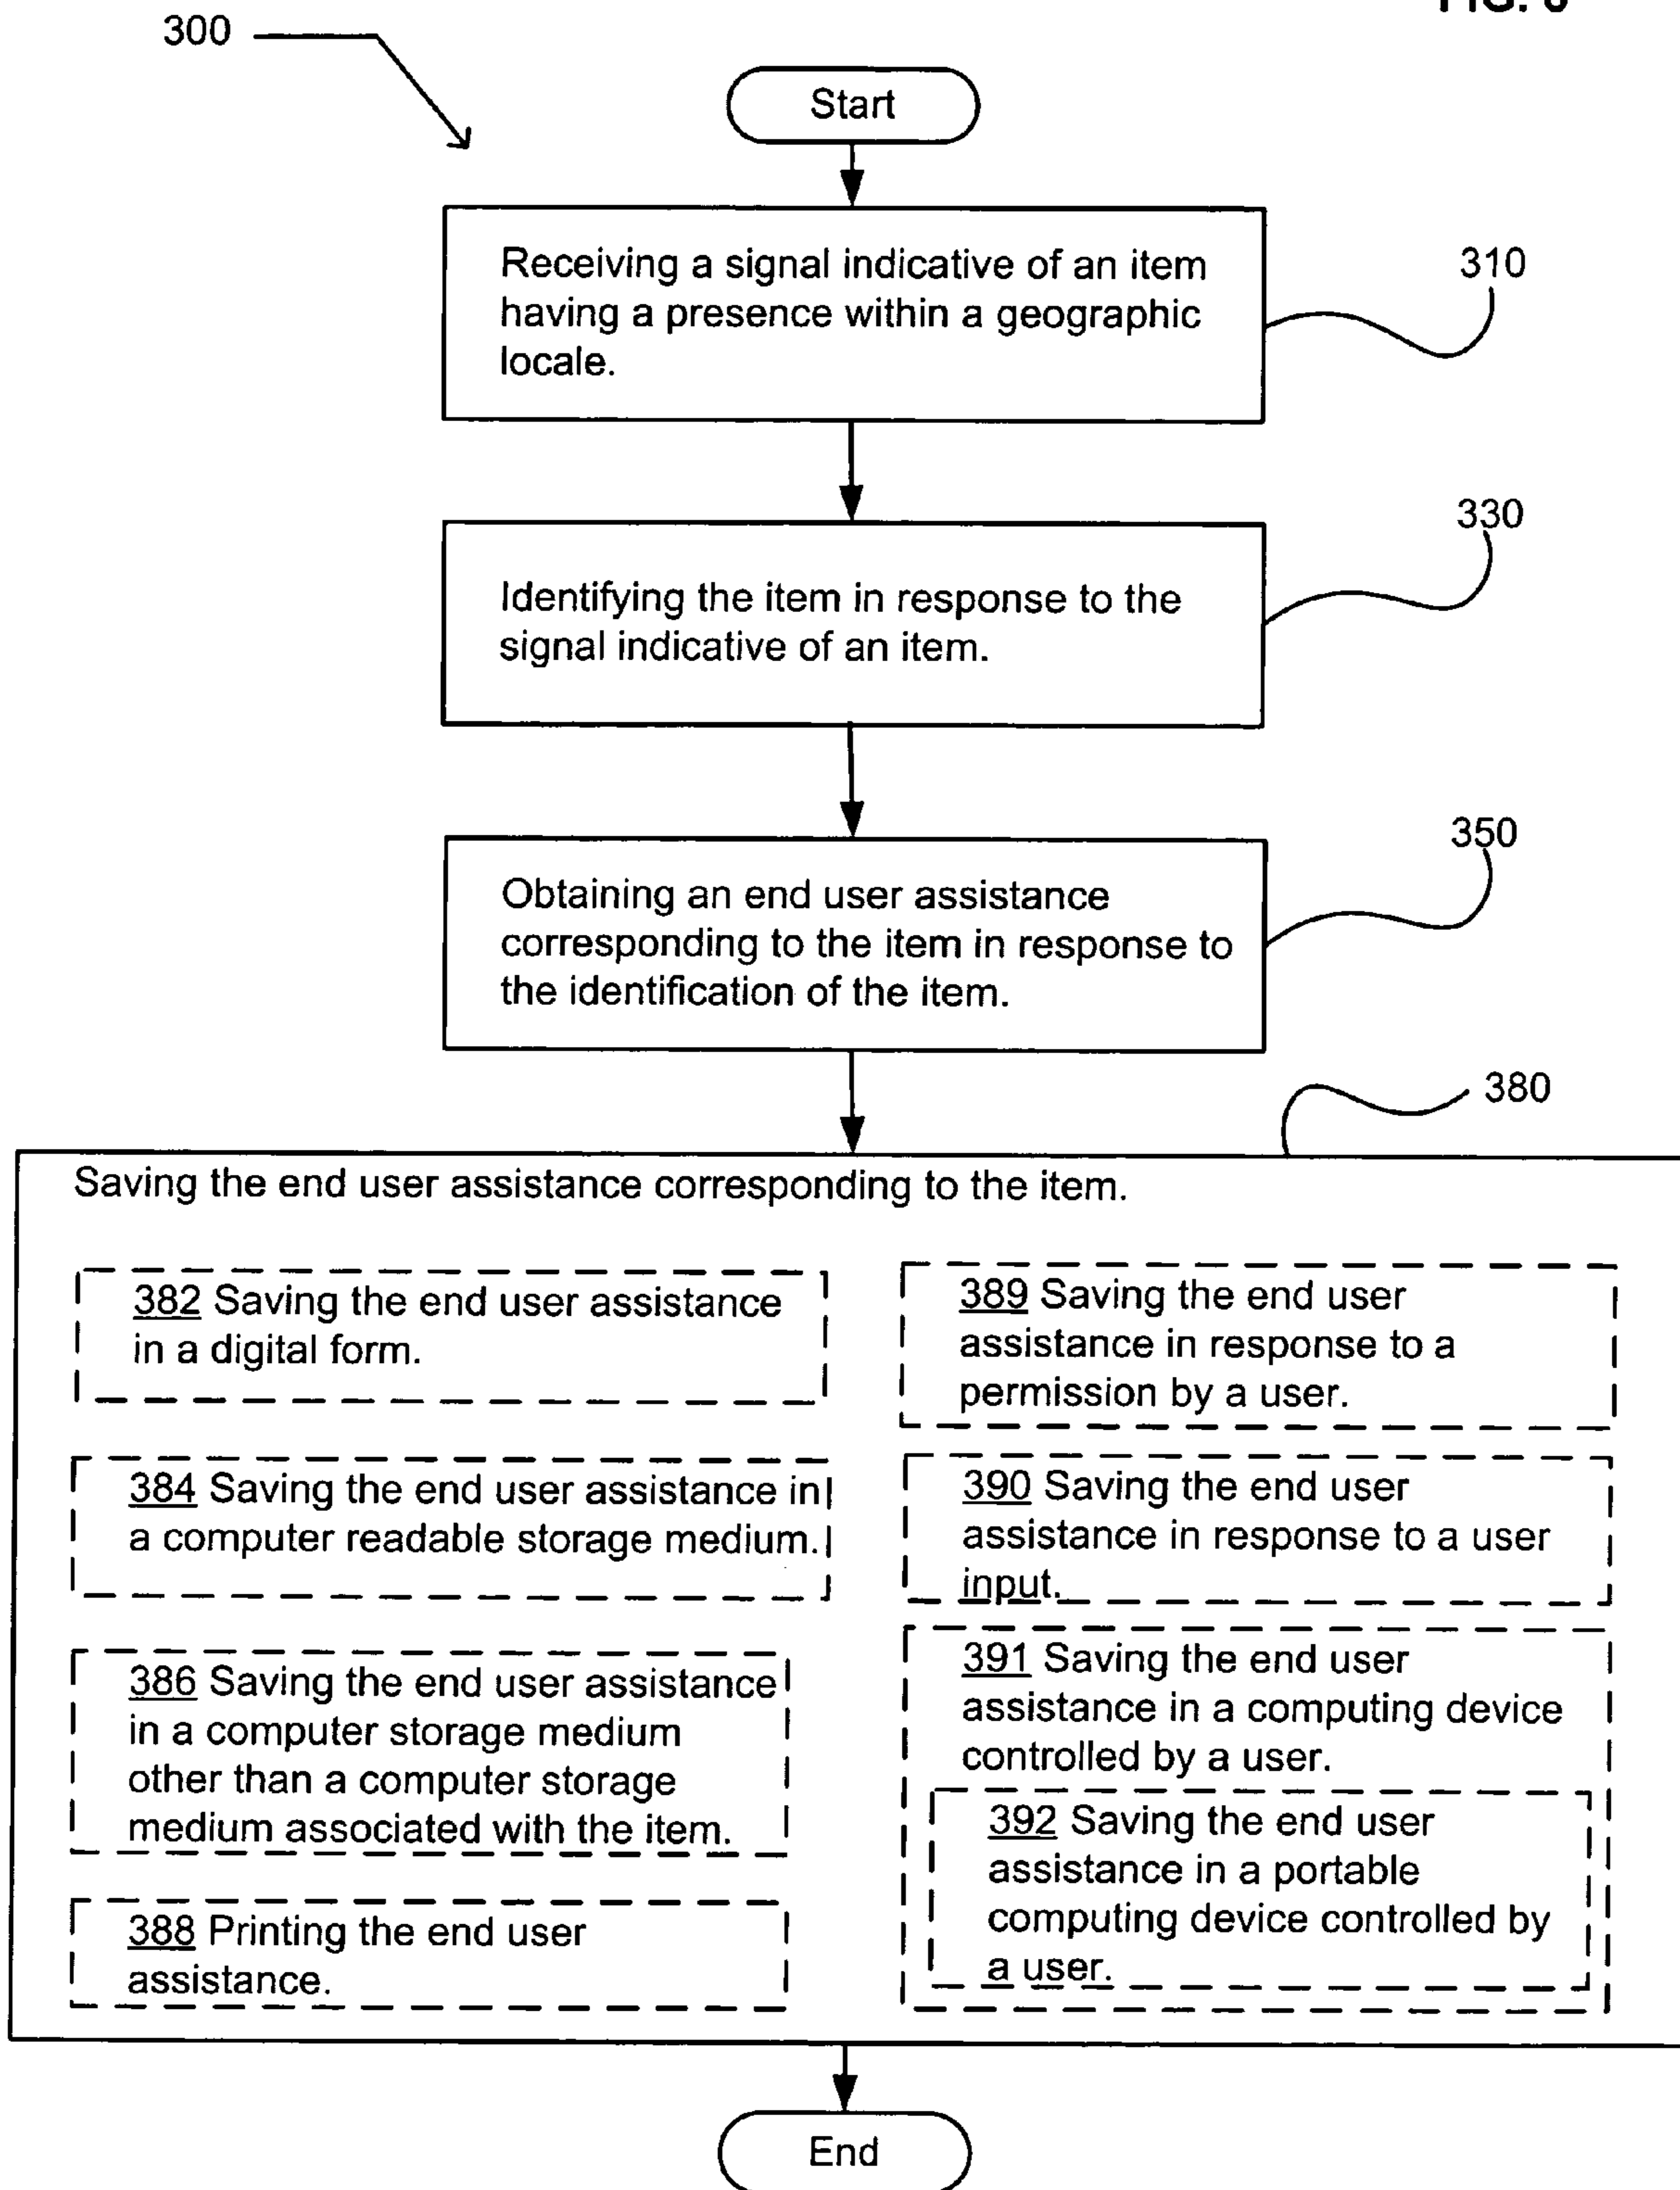 300
Start
Receiving a signal indicative of an item
having a presence within a geographic
locale.
310
Identifying the item in response to the
signal indicative of an item.
330
Obtaining an end user assistance
corresponding to the item in response to
the identification of the item.
350
380
Saving the end user assistance corresponding to the item.
382 Saving the end user assistance
in a digital form.
384 Saving the end user assistance in
a computer readable storage medium.
386 Saving the end user assistance
in a computer storage medium
other than a computer storage
medium associated with the item.
388 Printing the end user
assistance.
389 Saving the end user
assistance in response to a
permission by a user.
390 Saving the end user
assistance in response to a user
input.
391 Saving the end user
assistance in a computing device
controlled by a user.
392 Saving the end user
assistance in a portable
computing device controlled by
a user.
End